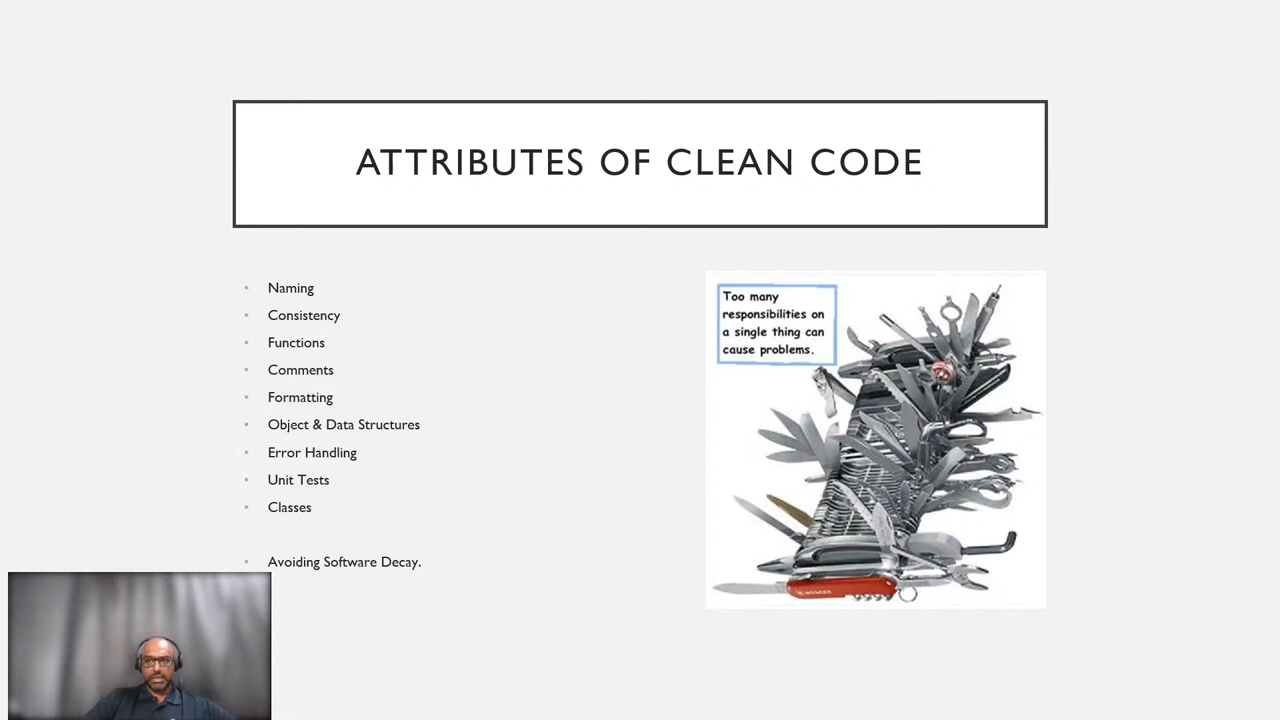 ATTRIBUTES OF CLEAN CODE
Naming
Consistency
Functions
Comments
Formatting
Object & Data Structures
Error Handling
Unit Tests
Classes
Avoiding Software Decay.
Too many
responsibilities on
a single thing can
cause problems.
WENGER